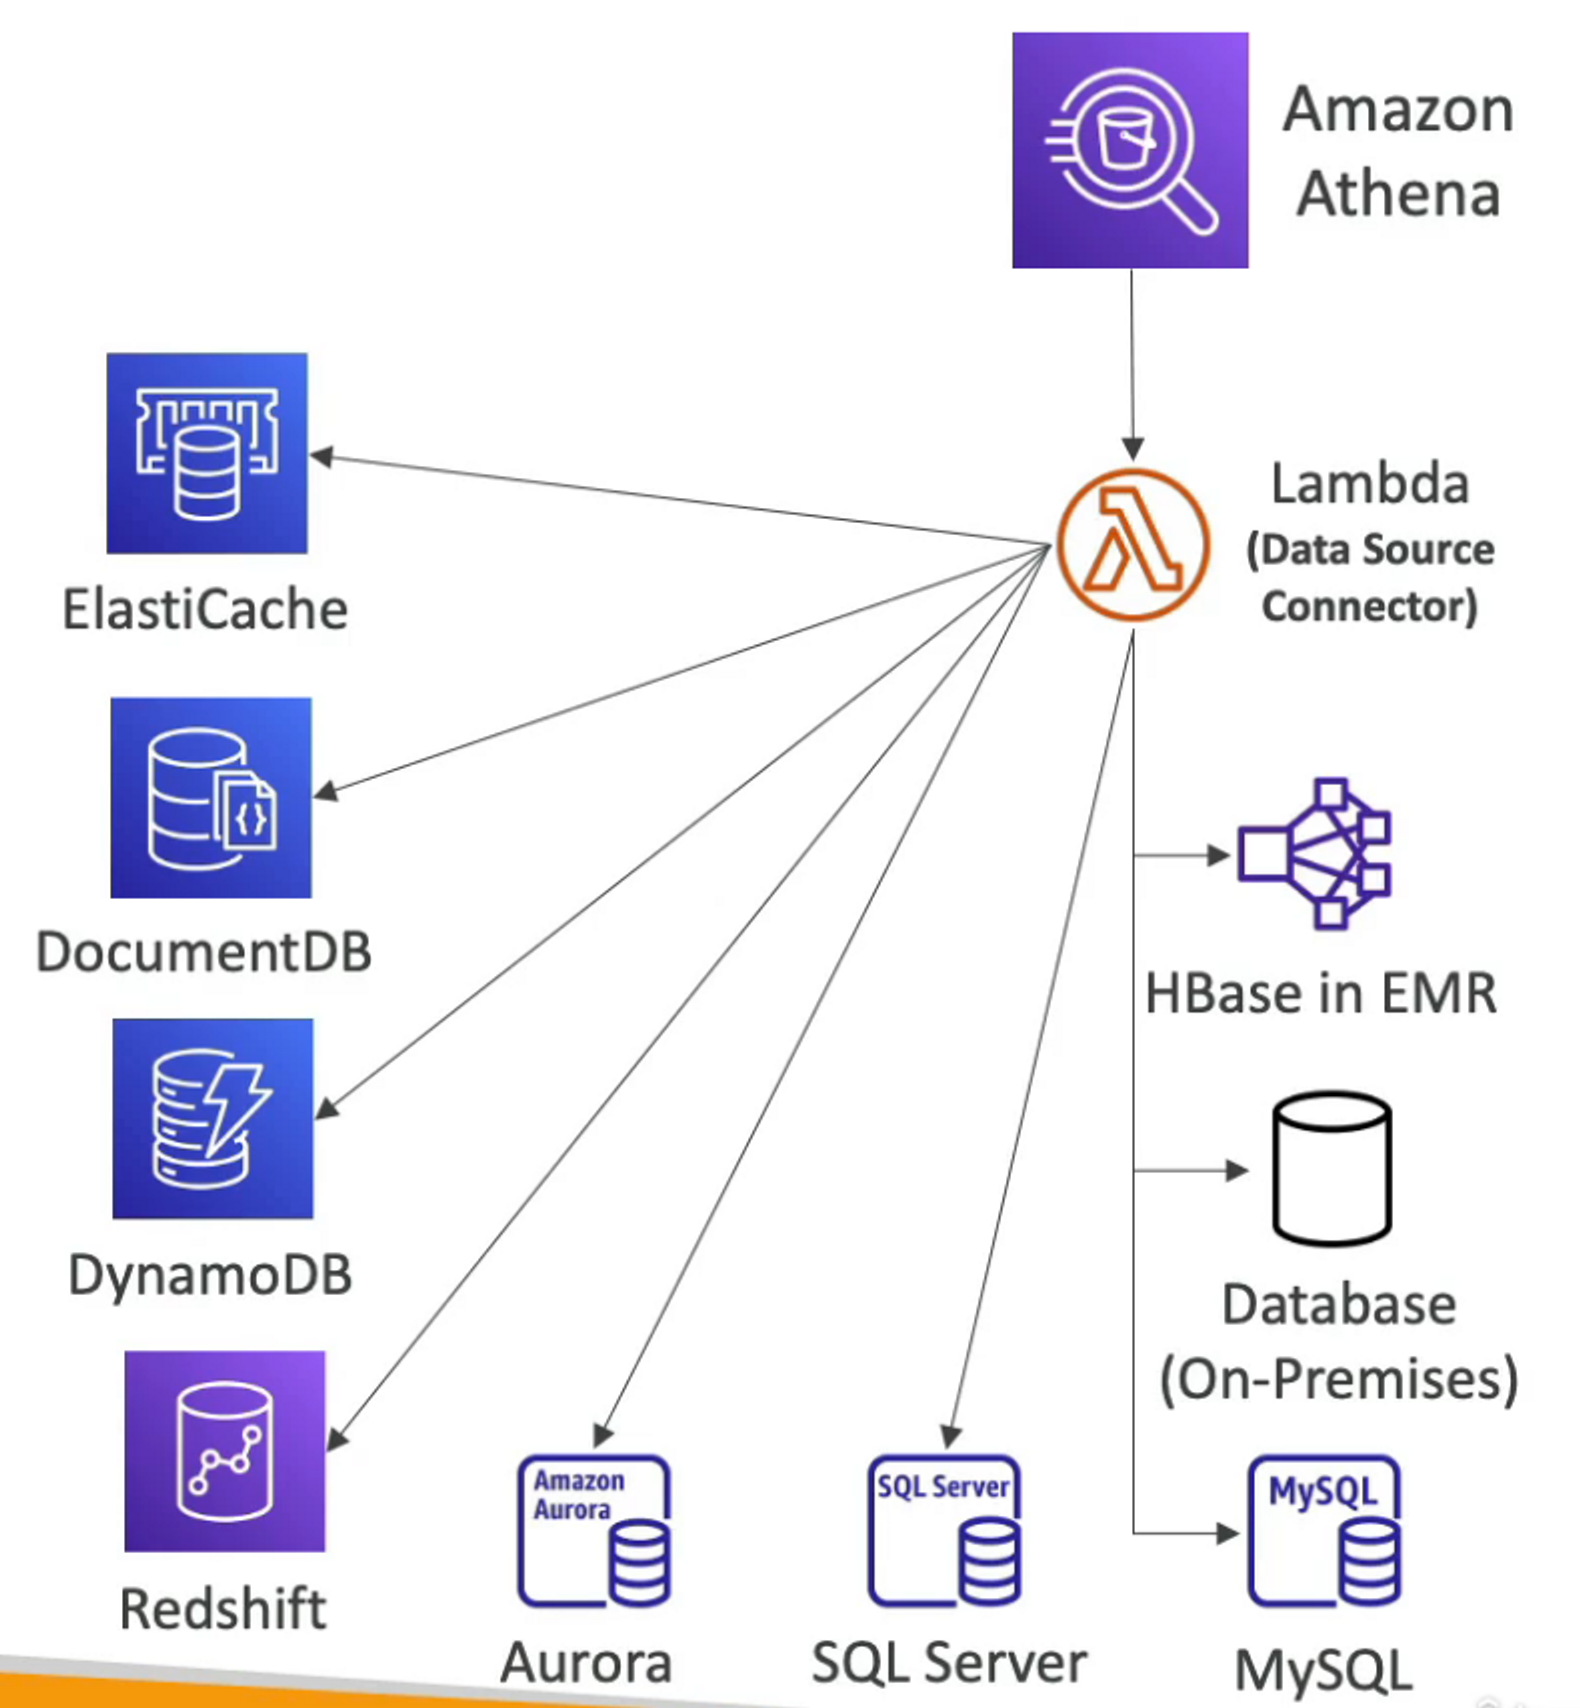 Amazon
Athena
Lambda
(Data Source
Connector)
ElastiCache
DocumentDB
HBase in EMR
DynamoDB
Database
(On-Premises)
Redshift
Amazon
Aurora
Aurora
SQL Server
SQL Server
MySQL
MySQL